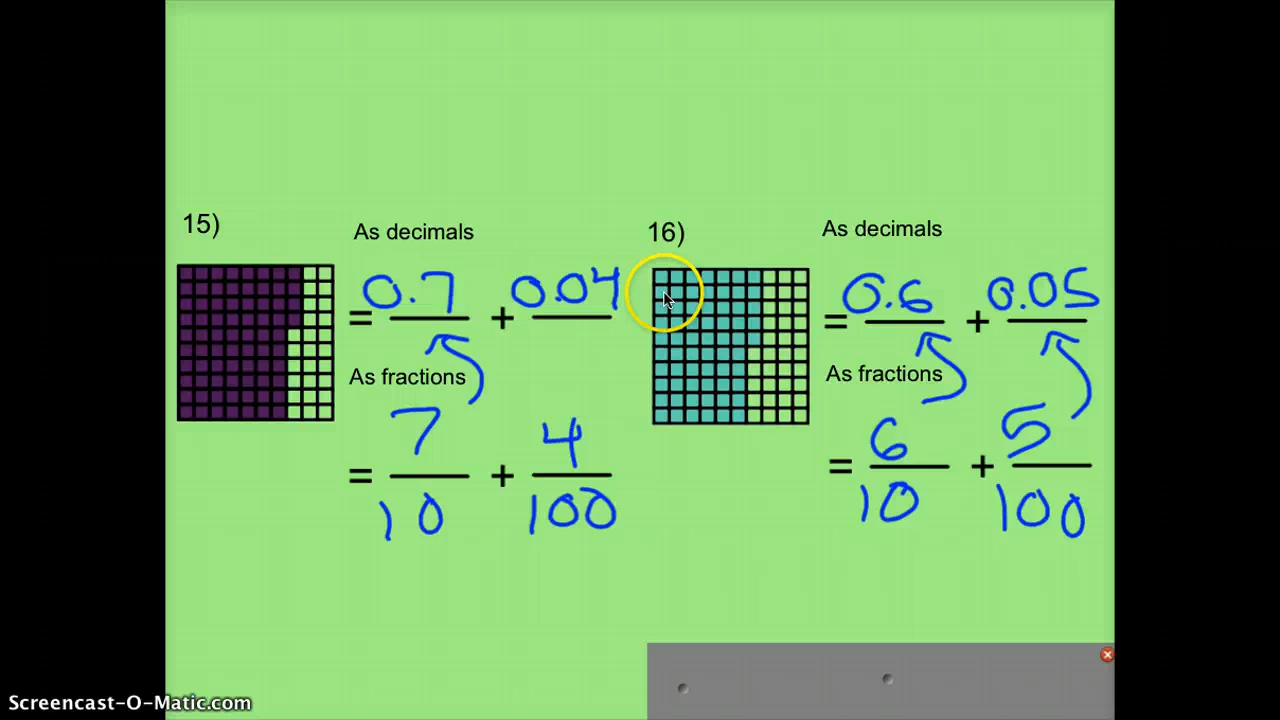 15)
As decimals
= 0.7 + 0.04
As fractions
= 7/10 + 4/100
16)
As decimals
= 0.6 + 0.05
As fractions
= 6/10 + 5/100
Screencast-O-Matic.com